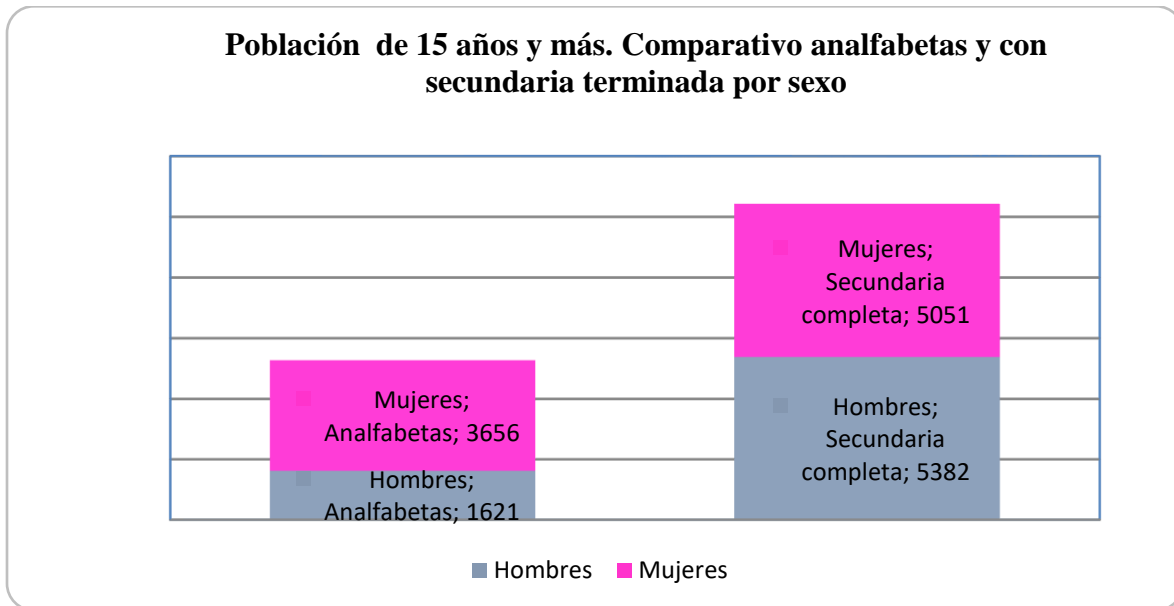 Población de 15 años y más. Comparativo analfabetas y con
secundaria terminada por sexo
Mujeres;
Secundaria
completa; 5051
Mujeres;
Analfabetas; 3656
Hombres;
Secundaria
completa; 5382
Hombres;
Analfabetas; 1621
Hombres
Mujeres